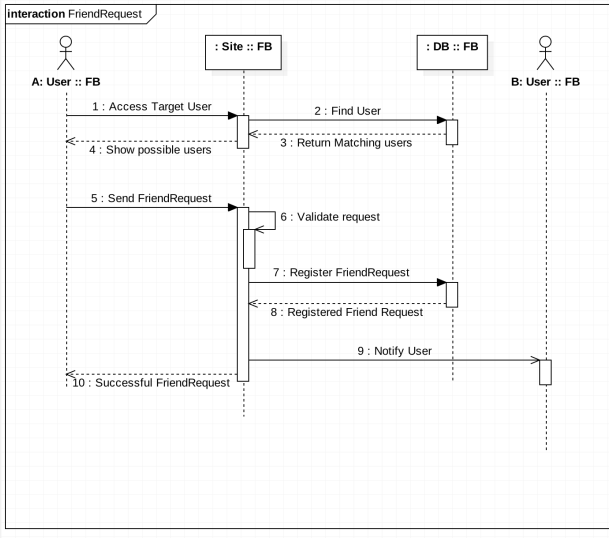 interaction FriendRequest
: Site :: FB
: DB :: FB
A: User :: FB
B: User :: FB
1 : Access Target User
2 : Find User
3 : Return Matching users
4 : Show possible users
5 : Send FriendRequest
6 : Validate request
7 : Register FriendRequest
8 : Registered Friend Request
9 : Notify User
10 : Successful FriendRequest